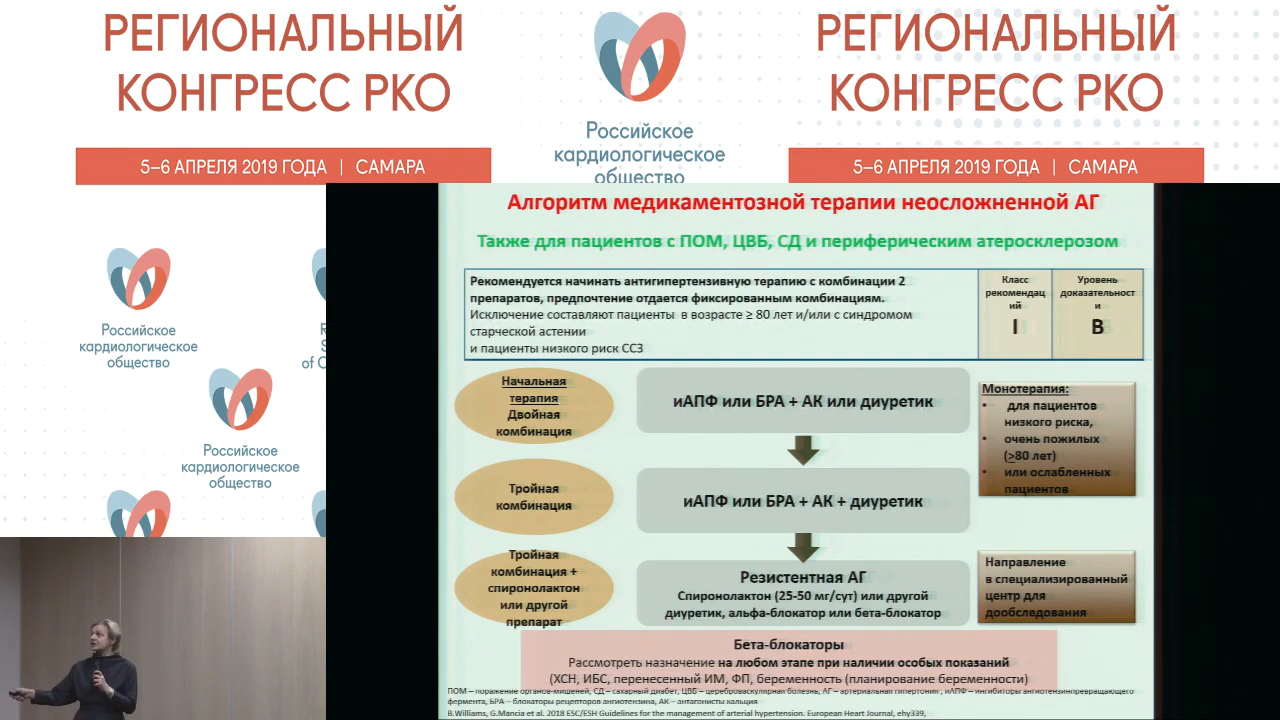 РЕГИОНАЛЬНЫЙ
КОНГРЕСС РКО
5–6 АПРЕЛЯ 2019 ГОДА | САМАРА
Российское
кардиологическое
общество
РЕГИОНАЛЬНЫЙ
КОНГРЕСС РКО
5–6 АПРЕЛЯ 2019 ГОДА | САМАРА
Российское
кардиологическое
общество
R
S
of C
Российское
кардиологическое
общество
Алгоритм медикаментозной терапии неосложненной АГ
Также для пациентов с ПОМ, ЦВБ, СД и периферическим атеросклерозом
Рекомендуется начинать антигипертензивную терапию с комбинации 2
препаратов, предпочтение отдается фиксированным комбинациям.
Исключение составляют пациенты в возрасте ≥ 80 лет и/или с синдромом
старческой астении
и пациенты низкого риск ССЗ
Класс
рекомендац
ий
I
Уровень
доказательност
и
B
Начальная
терапия
Двойная
комбинация
иАПФ или БРА + АК или диуретик
Монотерапия:
• для пациентов
низкого риска,
• очень пожилых
(≥80 лет)
• или ослабленных
пациентов
Тройная
комбинация
иАПФ или БРА + АК + диуретик
Тройная
комбинация +
спиронолактон
или другой
препарат
Резистентная АГ
Спиронолактон (25-50 мг/сут) или другой
диуретик, альфа-блокатор или бета-блокатор
Направление
в специализированный
центр для
дообследования
Бета-блокаторы
Рассмотреть назначение на любом этапе при наличии особых показаний
(ХСН, ИБС, перенесенный ИМ, ФП, беременность (планирование беременности)
ПОМ – поражение органов-мишеней, СД – сахарный диабет, ЦВБ – цереброваскулярная болезнь, АГ – артериальная гипертония, иАПФ – ингибиторы ангиотензинпревращающего
фермента, БРА – блокаторы рецепторов ангиотензина, АК – антагонисты кальция
B.Williams, G.Mancia et al. 2018 ESC/ESH Guidelines for the management of arterial hypertension. European Heart Journal, ehy339,